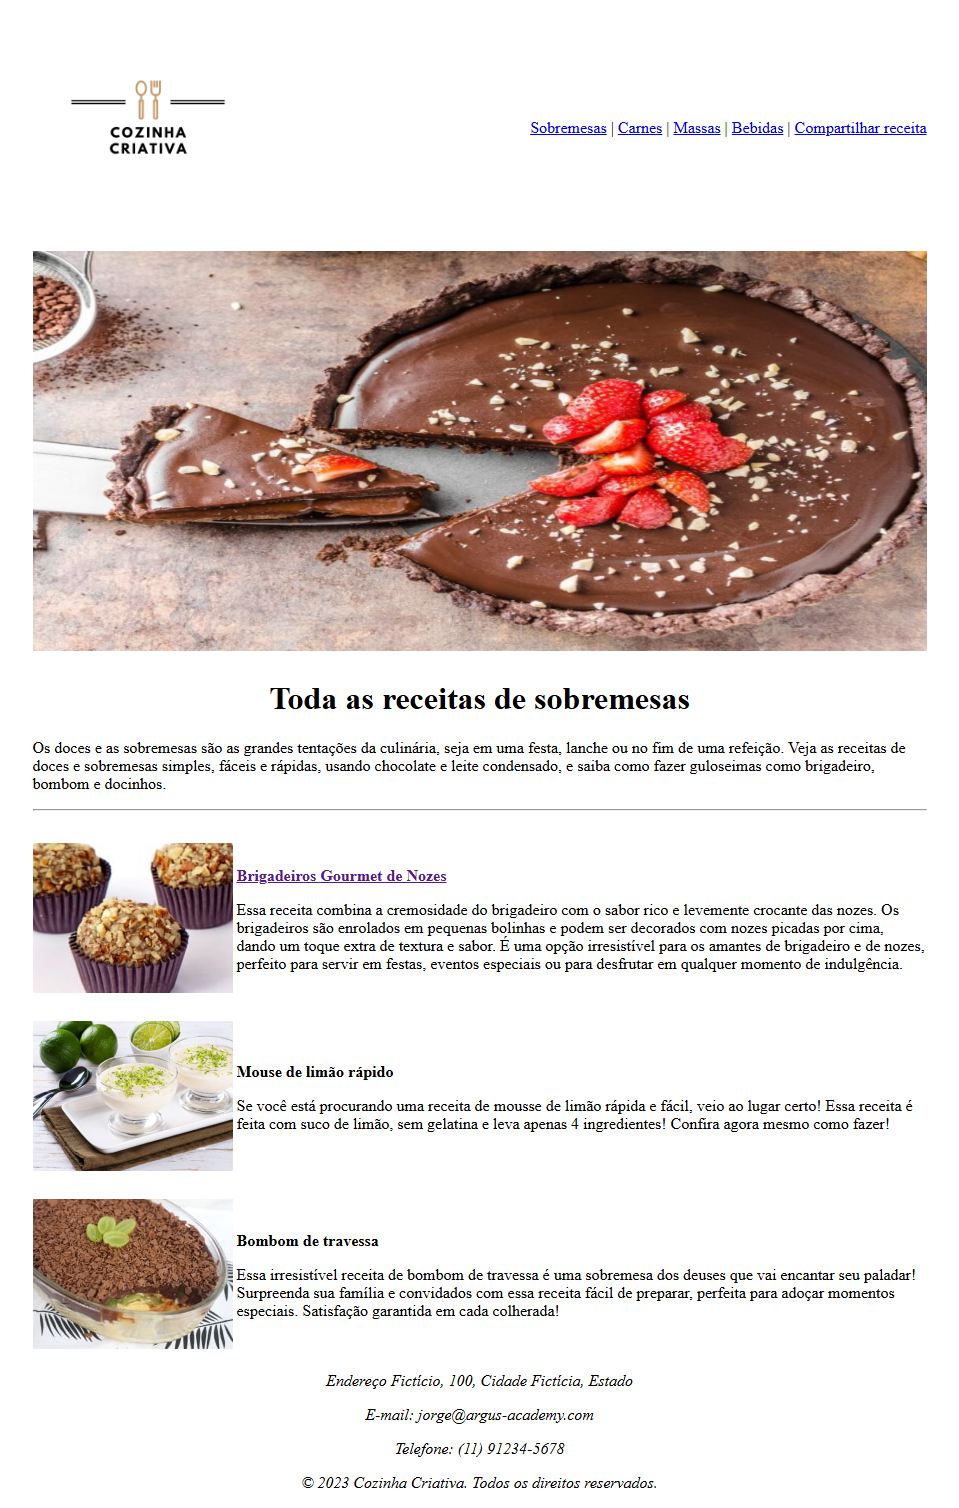 COZINHA
CRIATIVA
Sobremesas | Carnes | Massas | Bebidas | Compartilhar receita
Toda as receitas de sobremesas
Os doces e as sobremesas são as grandes tentações da culinária, seja em uma festa, lanche ou no fim de uma refeição. Veja as receitas de
doces e sobremesas simples, fáceis e rápidas, usando chocolate e leite condensado, e saiba como fazer guloseimas como brigadeiro,
bombom e docinhos.
Brigadeiros Gourmet de Nozes
Essa receita combina a cremosidade do brigadeiro com o sabor rico e levemente crocante das nozes. Os
brigadeiros são enrolados em pequenas bolinhas e podem ser decorados com nozes picadas por cima,
dando um toque extra de textura e sabor. É uma opção irresistível para os amantes de brigadeiro e de nozes,
perfeito para servir em festas, eventos especiais ou para desfrutar em qualquer momento de indulgência.
Mouse de limão rápido
Se você está procurando uma receita de mousse de limão rápida e fácil, veio ao lugar certo! Essa receita é
feita com suco de limão, sem gelatina e leva apenas 4 ingredientes! Confira agora mesmo como fazer!
Bombom de travessa
Essa irresistível receita de bombom de travessa é uma sobremesa dos deuses que vai encantar seu paladar!
Surpreenda sua família e convidados com essa receita fácil de preparar, perfeita para adoçar momentos
especiais. Satisfação garantida em cada colherada!
Endereço Fictício, 100, Cidade Fictícia, Estado
E-mail: jorge@argus-academy.com
Telefone: (11) 91234-5678
© 2023 Cozinha Criativa. Todos os direitos reservados.